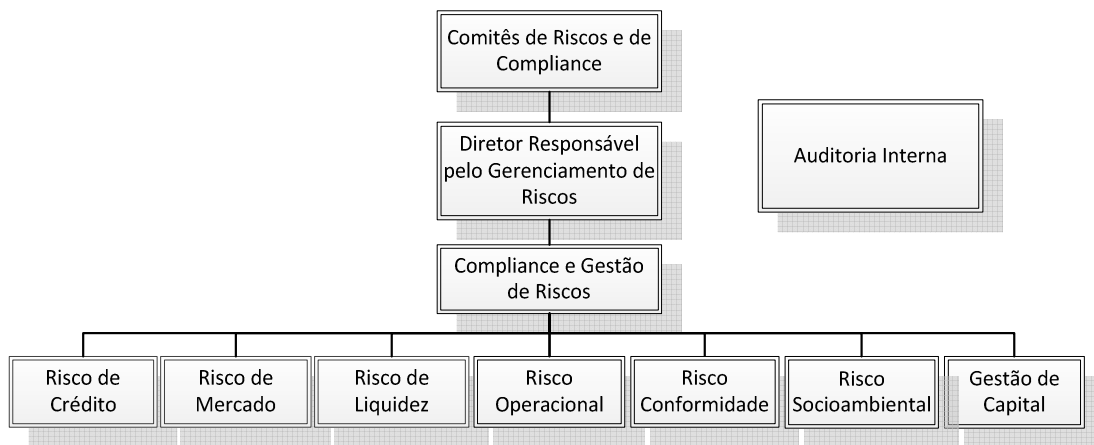 Comitês de Riscos e de
Compliance
Diretor Responsável
pelo Gerenciamento de
Riscos
Auditoria Interna
Compliance e Gestão
de Riscos
Risco de
Crédito
Risco de
Mercado
Risco de
Liquidez
Risco
Operacional
Risco
Conformidade
Risco
Socioambiental
Gestão de
Capital